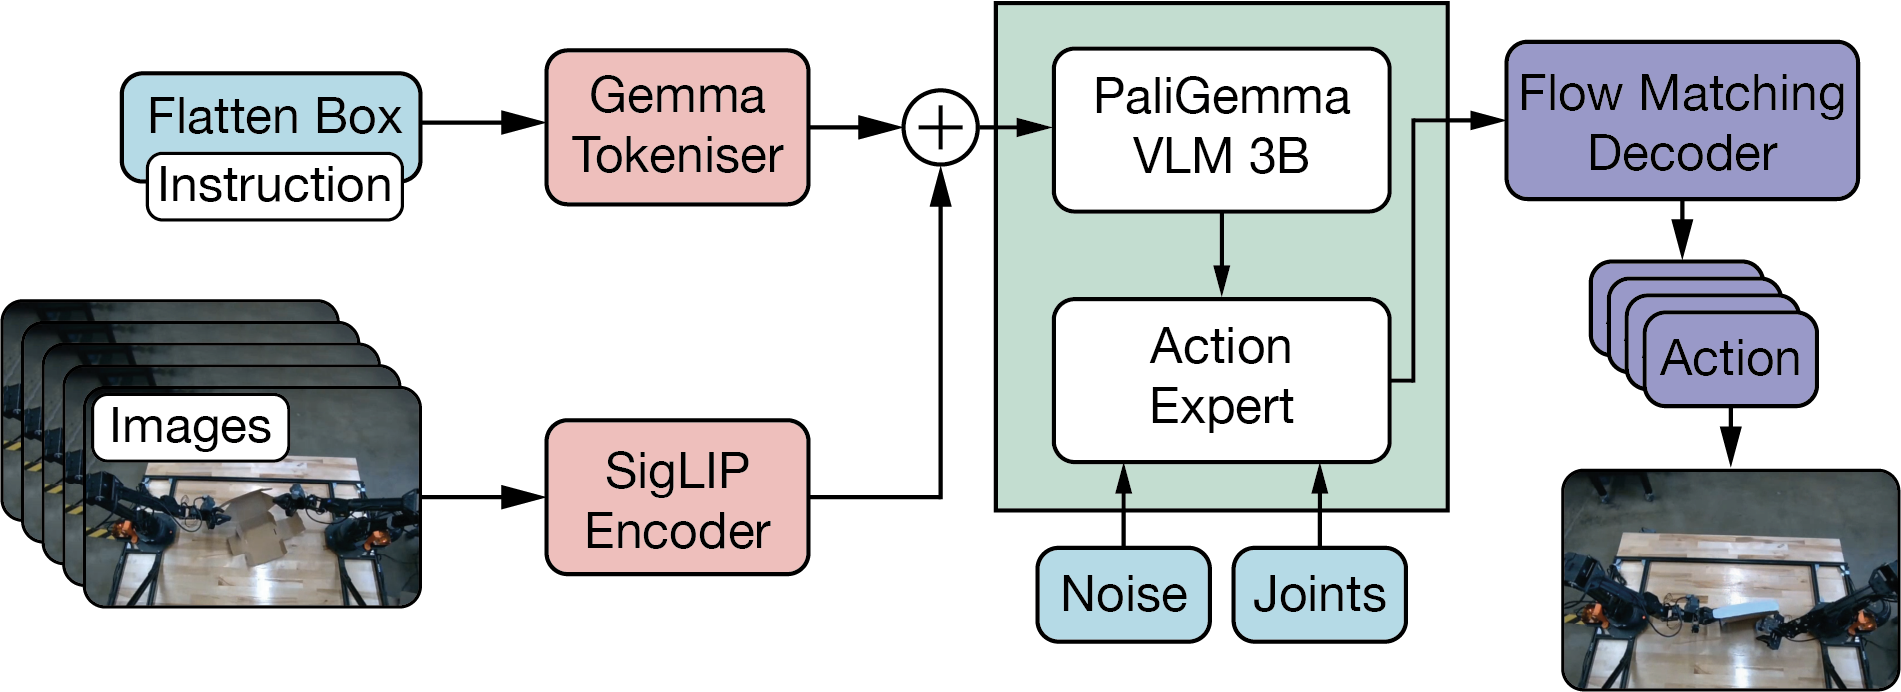 Flatten Box
Instruction
Gemma
Tokeniser
PaliGemma
VLM 3B
Flow Matching
Decoder
Images
SigLIP
Encoder
Action
Expert
Noise
Joints
Action